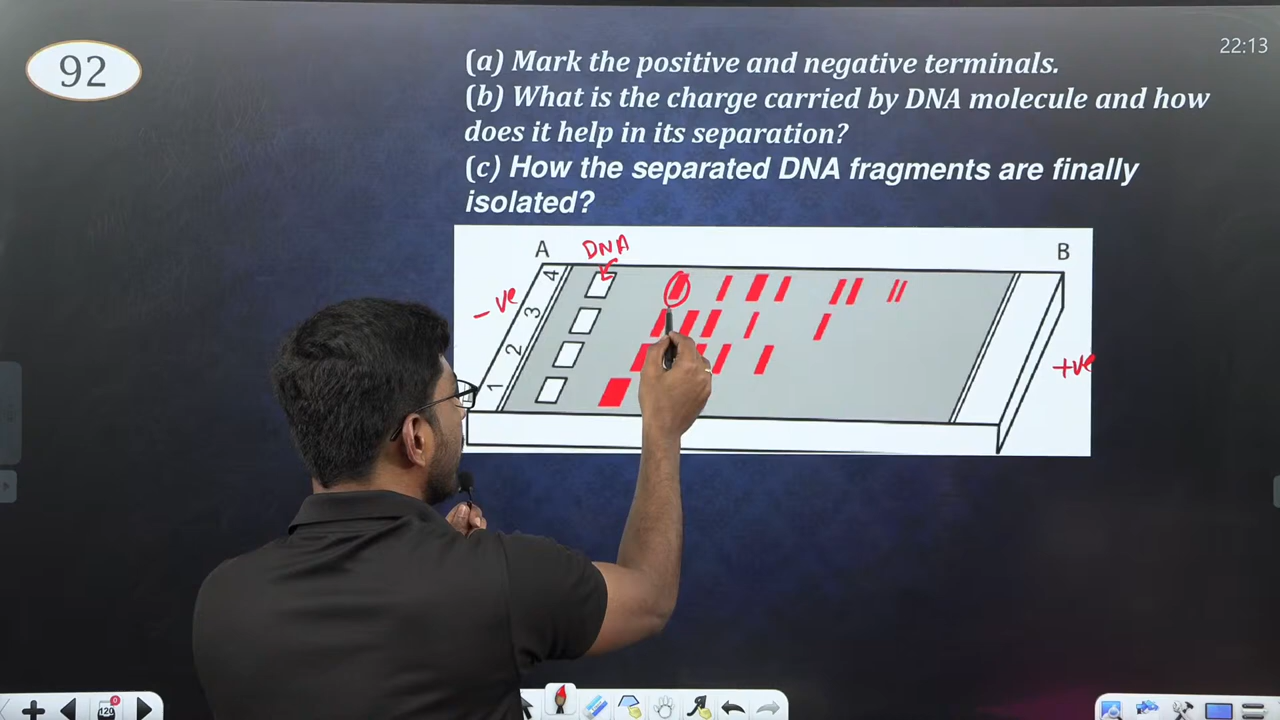 92
22:13
(a) Mark the positive and negative terminals.
(b) What is the charge carried by DNA molecule and how
does it help in its separation?
(c) How the separated DNA fragments are finally
isolated?
A
DNA
B
4
-ve
3
2
+ve
1
120
0